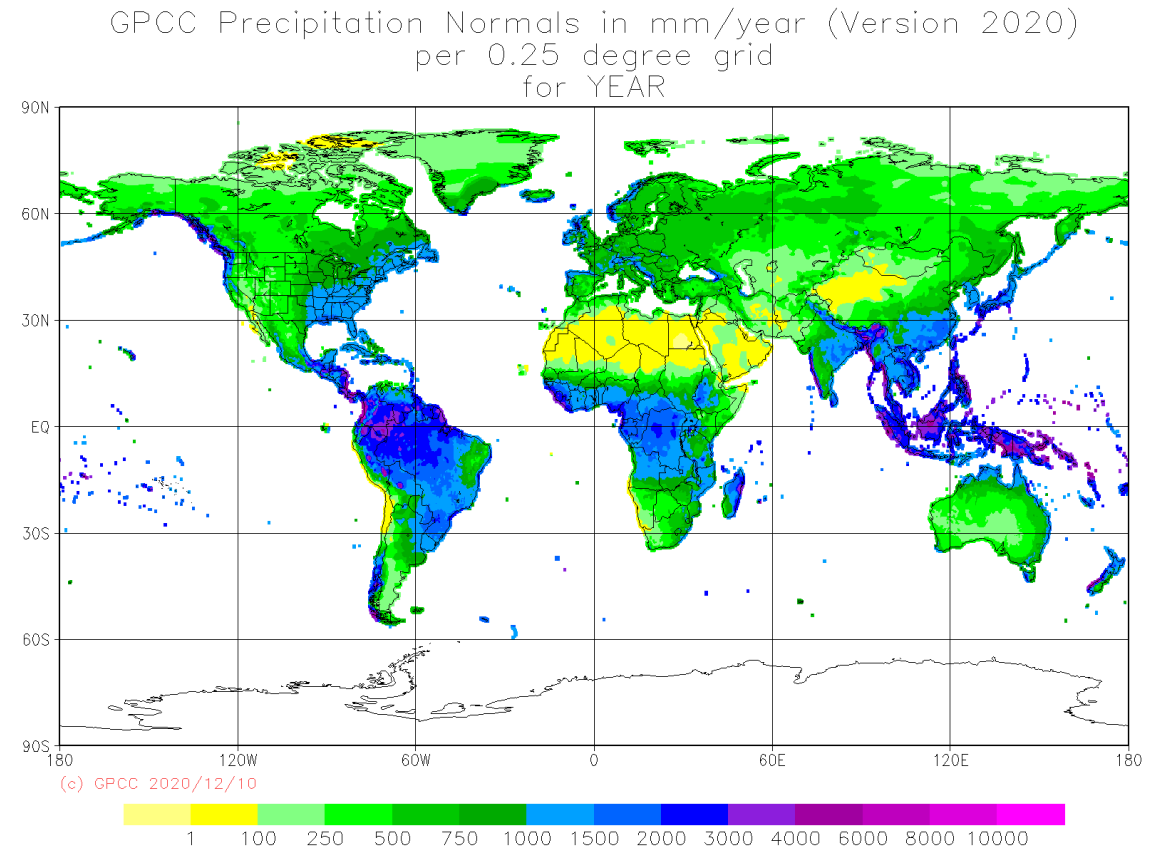 GPCC Precipitation Normals in mm/year (Version 2020)
per 0.25 degree grid
for YEAR
90N
60N
30N
EQ
30S
60S
90S
180 120W 60W 0 60E 120E 180
(c) GPCC 2020/12/10
1 100 250 500 750 1000 1500 2000 3000 4000 6000 8000 10000